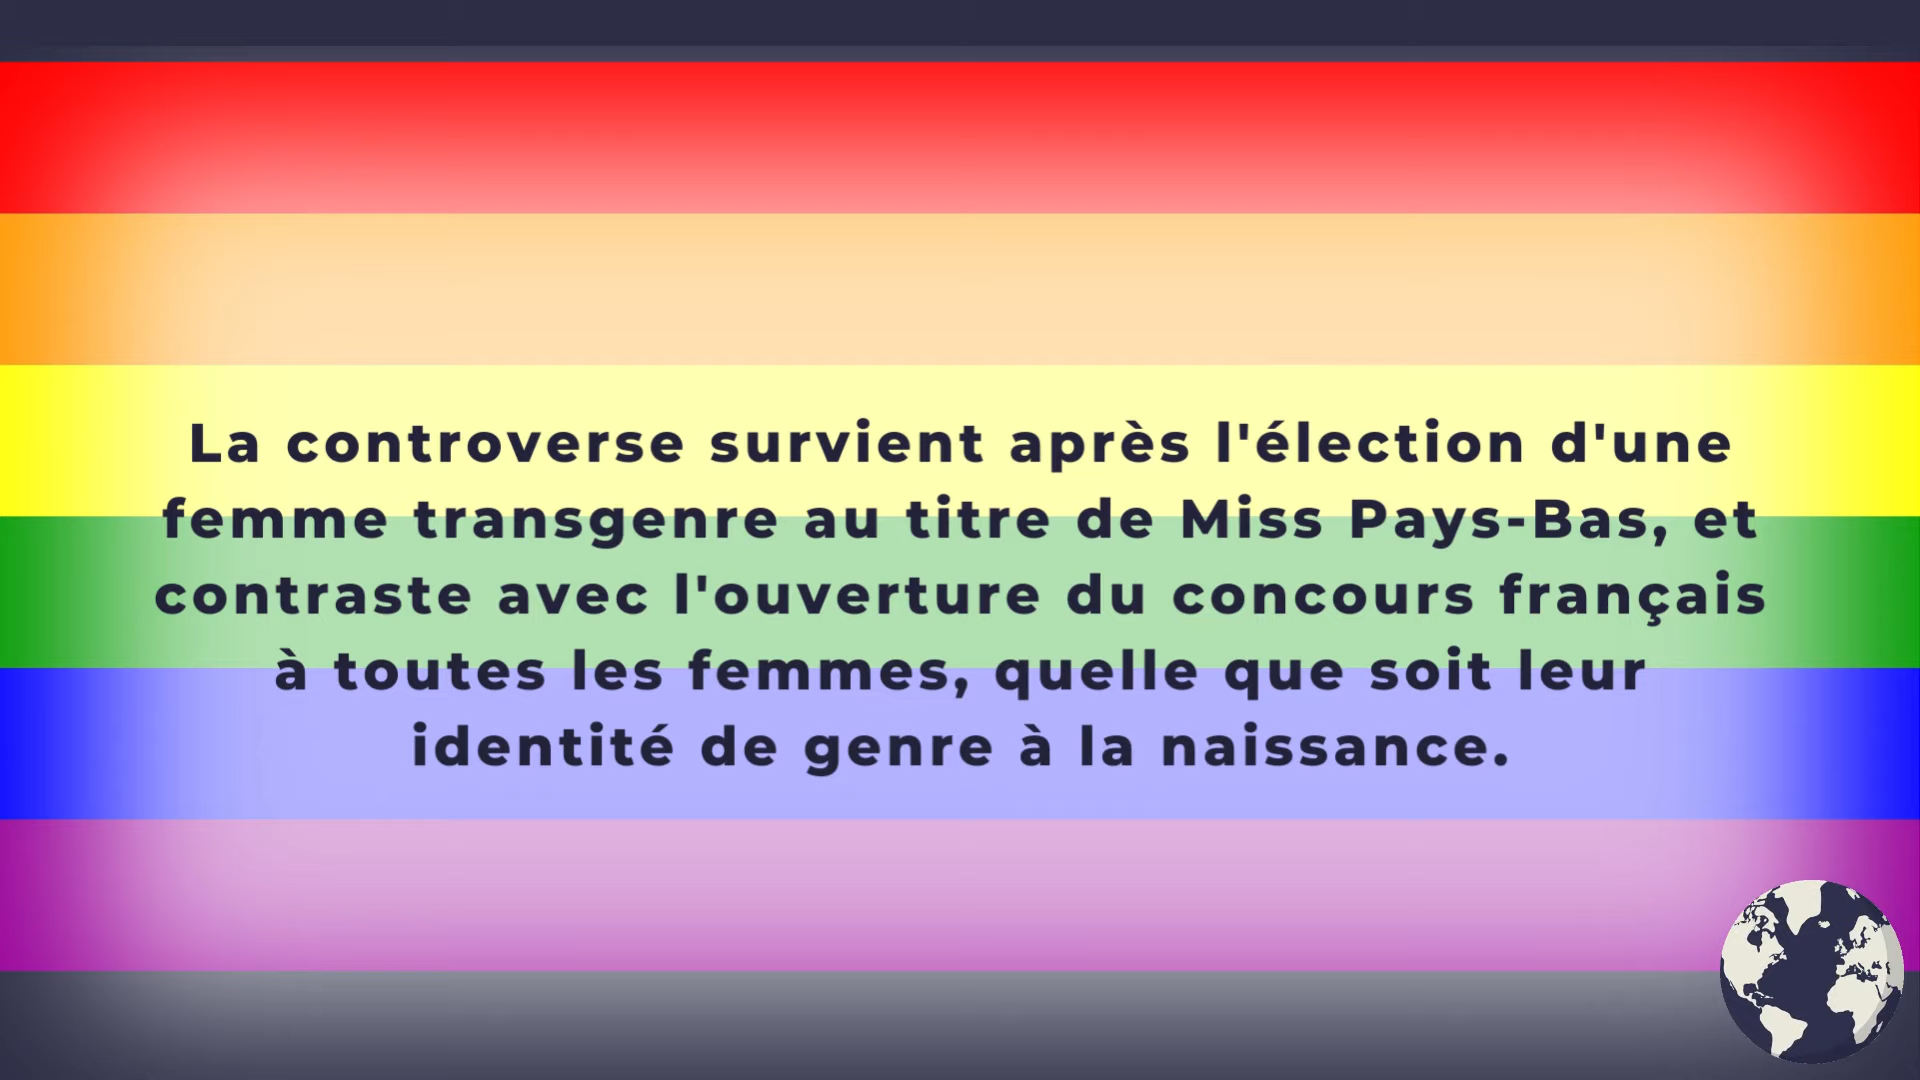 La controverse survient après l'élection d'une
femme transgenre au titre de Miss Pays-Bas, et
contraste avec l'ouverture du concours français
à toutes les femmes, quelle que soit leur
identité de genre à la naissance.